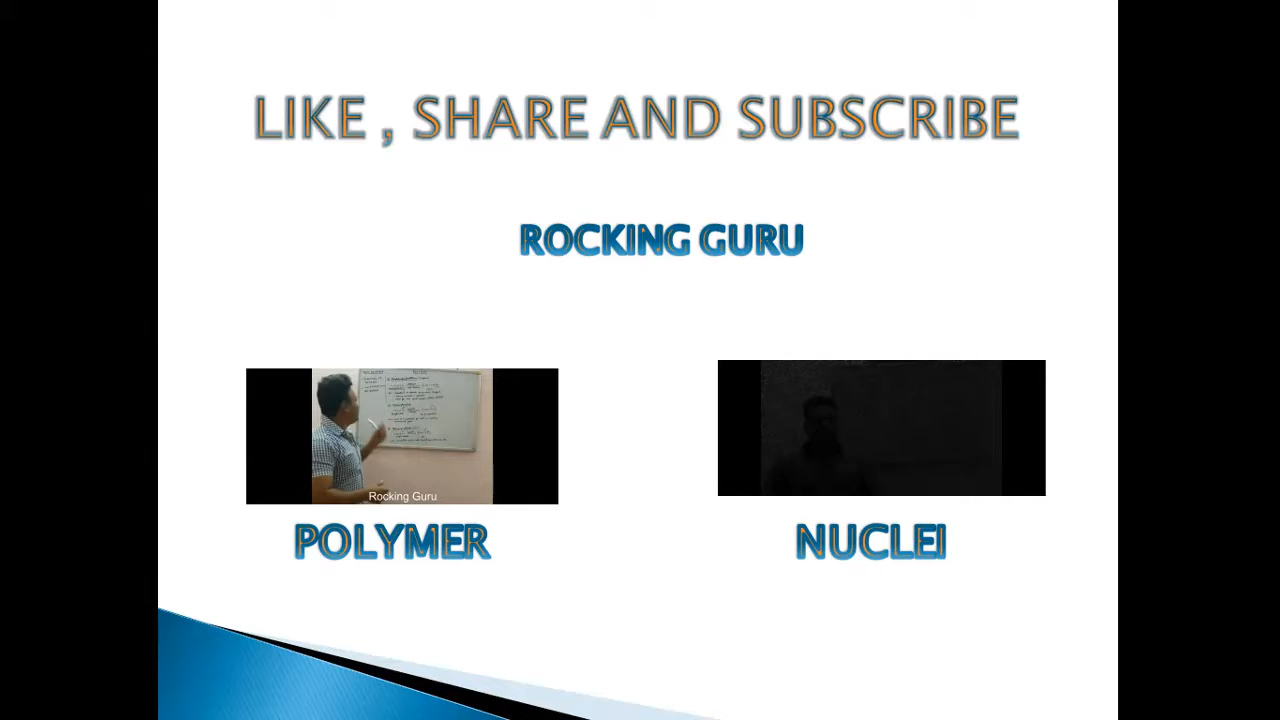 LIKE , SHARE AND SUBSCRIBE
ROCKING GURU
Rocking Guru
POLYMER
NUCLEI